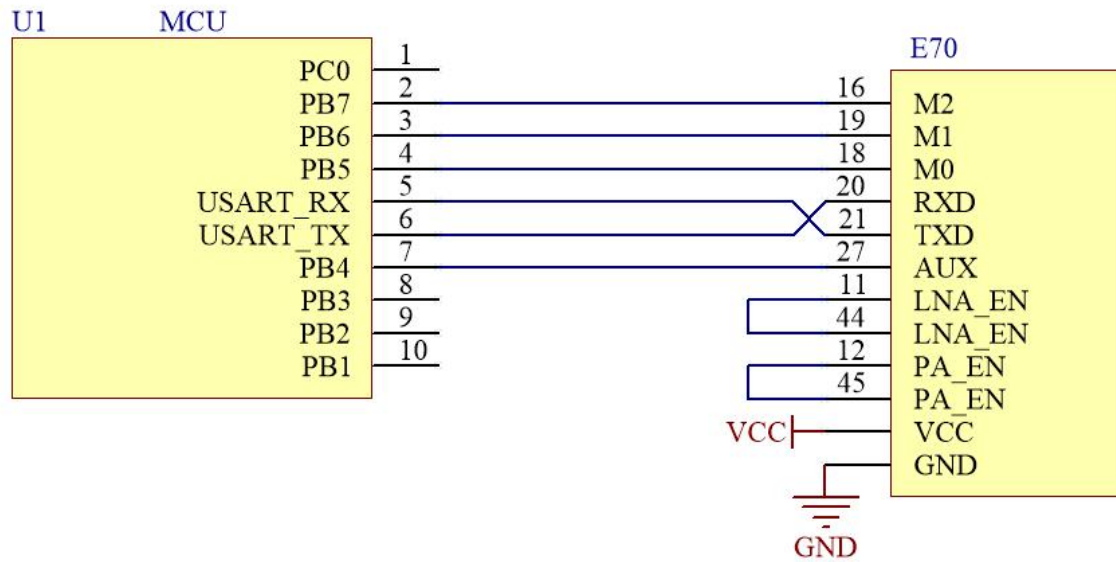 U1 MCU
E70
PC0 1
PB7 2 16 M2
PB6 3 19 M1
PB5 4 18 M0
USART_RX 5 20 RXD
USART_TX 6 21 TXD
PB4 7 27 AUX
PB3 8 11 LNA_EN
PB2 9 44 LNA_EN
PB1 10 12 PA_EN
45 PA_EN
VCC VCC
GND
GND